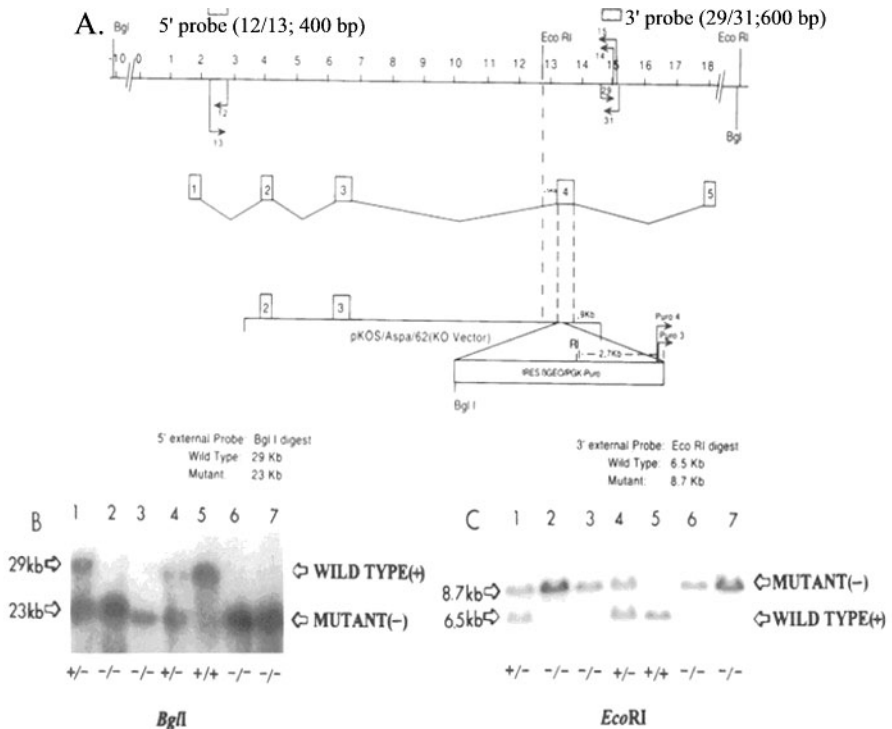 A.
5' probe (12/13; 400 bp)
3' probe (29/31;600 bp)
Bgl
Eco RI
15
14
Eco RI
-10 0 1 2 3 4 5 6 7 8 9 10 11 12 13 14 15 16 17 18
12
13
29
31
Bgl
1 2 3 4 5
2 3
.9Kb
pKOS/Aspa/62(KO Vector)
Puro 4
Puro 3
RI
2.7Kb
IRES βGEO/PGK-Puro
Bgl I
5' external Probe: Bgl I digest
Wild Type: 29 Kb
Mutant: 23 Kb
3' external Probe: Eco RI digest
Wild Type: 6.5 Kb
Mutant: 8.7 Kb
B 1 2 3 4 5 6 7
29kb
WILD TYPE(+)
23kb
MUTANT(-)
+/- -/- -/- +/- +/+ -/- -/-
BglI
C 1 2 3 4 5 6 7
8.7kb
MUTANT(-)
6.5kb
WILD TYPE(+)
+/- -/- -/- +/- +/+ -/- -/-
EcoRI